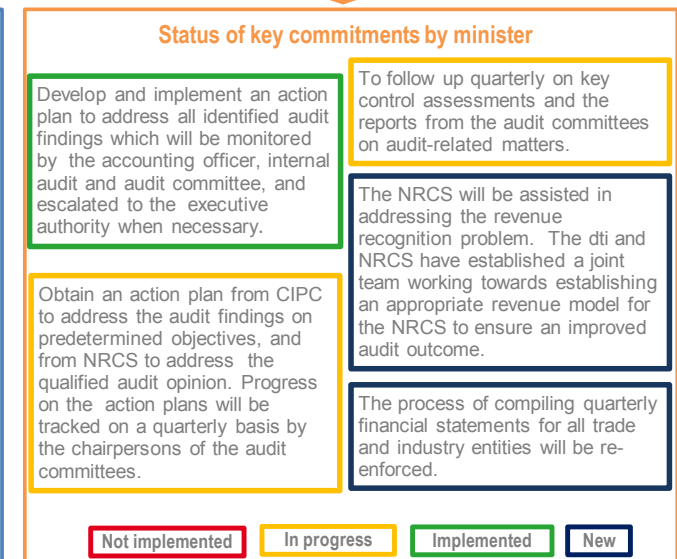 Status of key commitments by minister
Develop and implement an action
plan to address all identified audit
findings which will be monitored
by the accounting officer, internal
audit and audit committee, and
escalated to the executive
authority when necessary.
Obtain an action plan from CIPC
to address the audit findings on
predetermined objectives, and
from NRCS to address the
qualified audit opinion. Progress
on the action plans will be
tracked on a quarterly basis by
the chairpersons of the audit
committees.
To follow up quarterly on key
control assessments and the
reports from the audit committees
on audit-related matters.
The NRCS will be assisted in
addressing the revenue
recognition problem. The dti and
NRCS have established a joint
team working towards establishing
an appropriate revenue model for
the NRCS to ensure an improved
audit outcome.
The process of compiling quarterly
financial statements for all trade
and industry entities will be re-
enforced.
Not implemented
In progress
Implemented
New